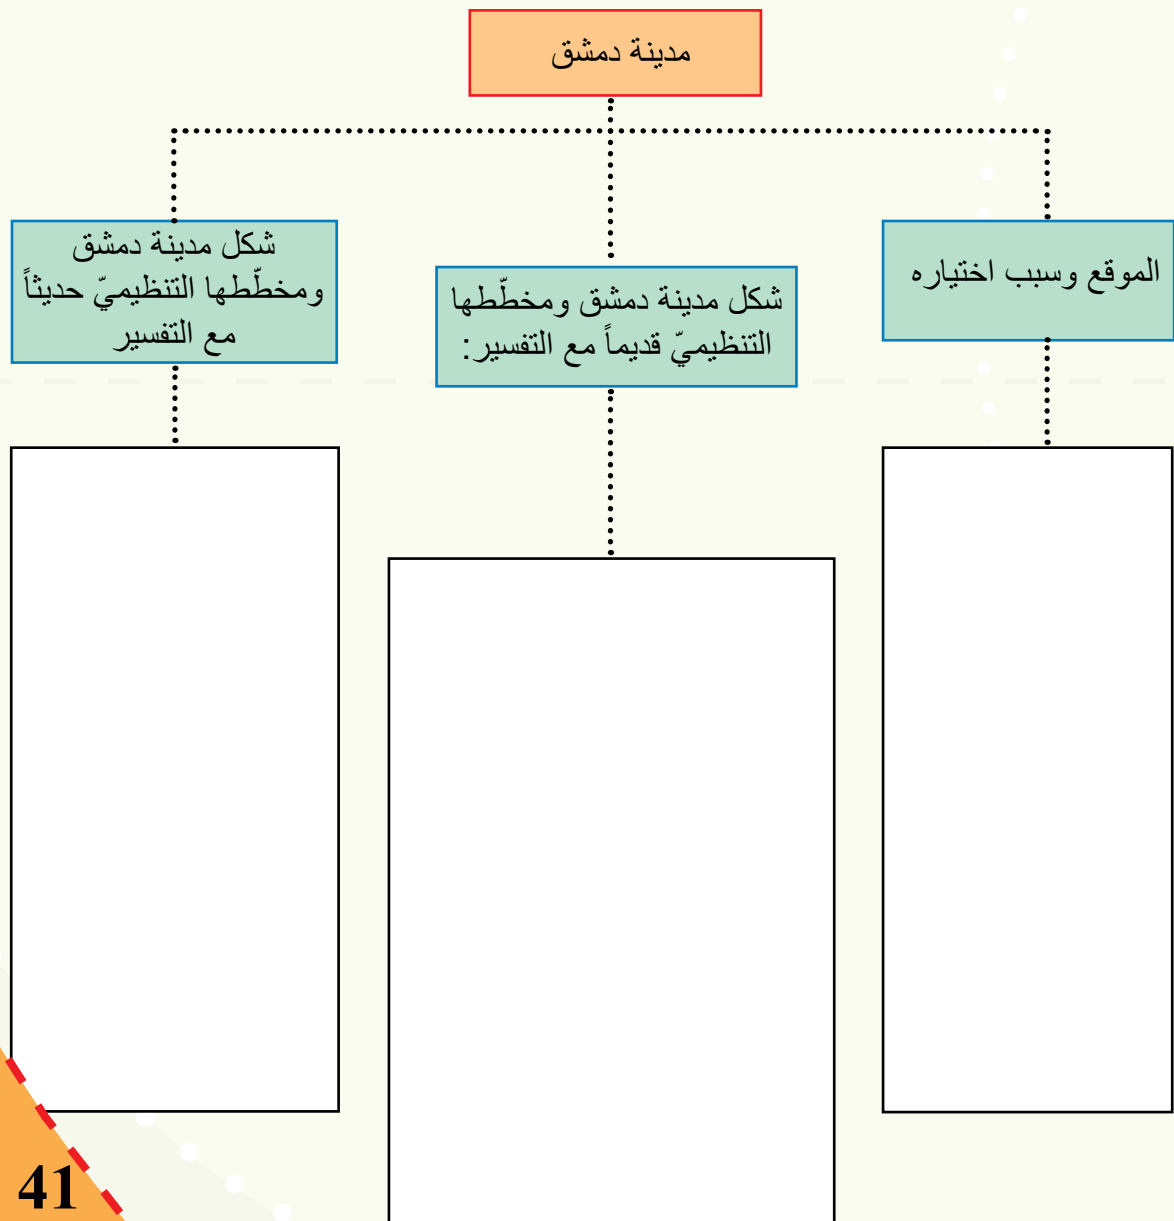 مدينة دمشق
الموقع وسبب اختياره
شكل مدينة دمشق ومخطّطها
التنظيميّ قديماً مع التفسير:
شكل مدينة دمشق
ومخطّطها التنظيميّ حديثاً
مع التفسير
41